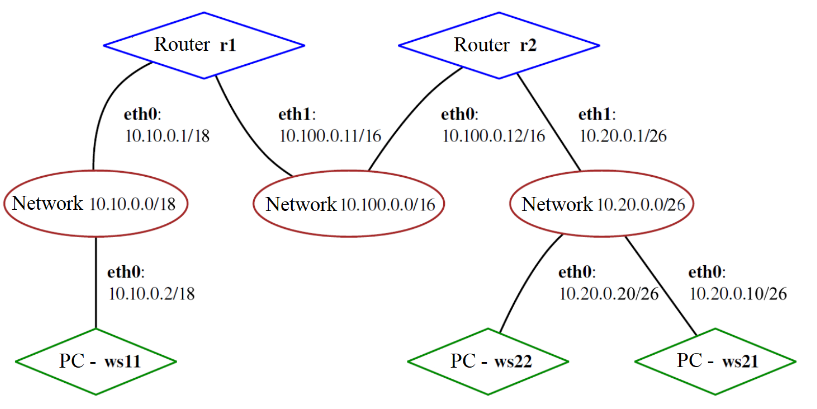 Router r1
Router r2
eth0:
10.10.0.1/18
eth1:
10.100.0.11/16
eth0:
10.100.0.12/16
eth1:
10.20.0.1/26
Network 10.10.0.0/18
Network 10.100.0.0/16
Network 10.20.0.0/26
eth0:
10.10.0.2/18
eth0:
10.20.0.20/26
eth0:
10.20.0.10/26
PC - ws11
PC - ws22
PC - ws21